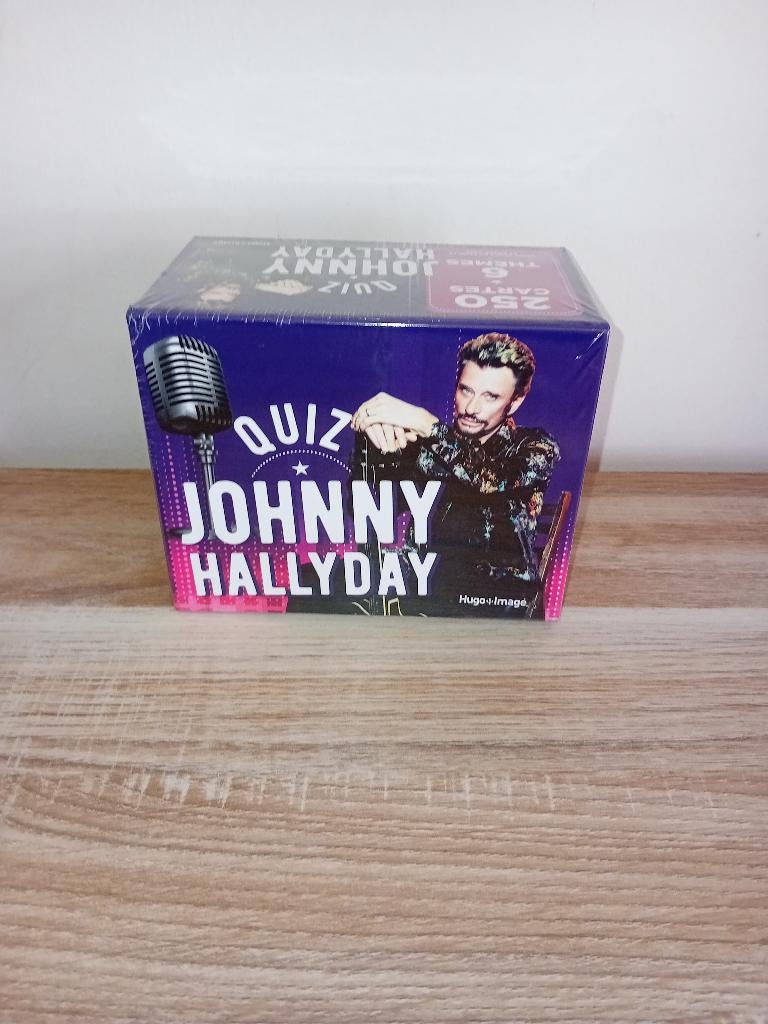 250
CARTES
+
6
THÈMES
QUIZ
JOHNNY
HALLYDAY
QUIZ
JOHNNY
HALLYDAY
Hugo+Image